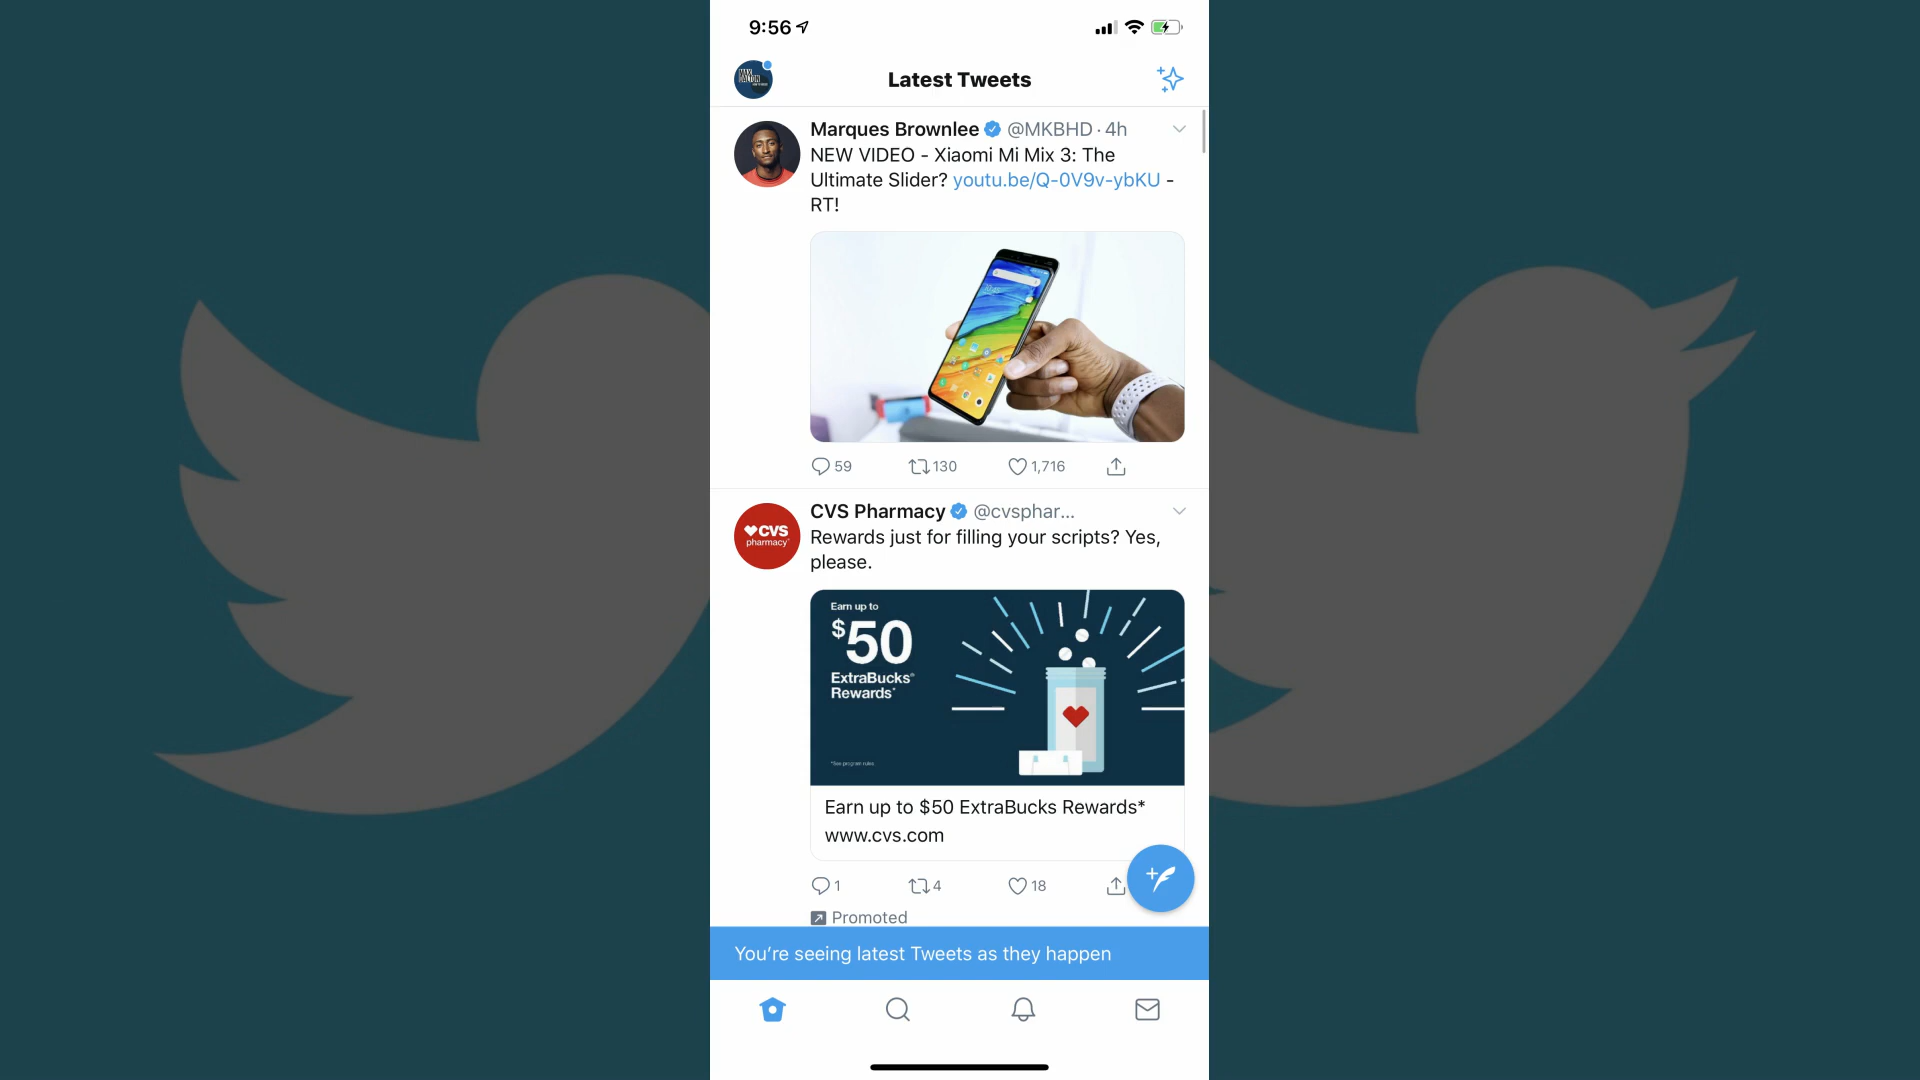 9:56
Latest Tweets
Marques Brownlee @MKBHD · 4h
NEW VIDEO - Xiaomi Mi Mix 3: The
Ultimate Slider? youtu.be/Q-0V9v-ybKU -
RT!
59 130 1,716
CVS Pharmacy @cvsphar...
Rewards just for filling your scripts? Yes,
please.
CVS
pharmacy
Earn up to
$50
ExtraBucks®
Rewards*
*See program rules.
Earn up to $50 ExtraBucks Rewards*
www.cvs.com
1 4 18
Promoted
You’re seeing latest Tweets as they happen